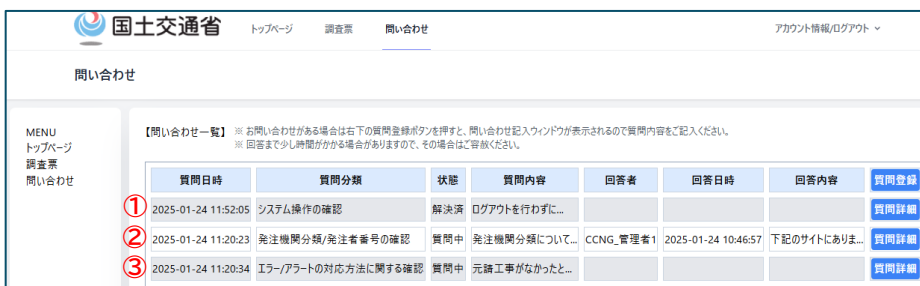 国土交通省 トップページ 調査票 問い合わせ アカウント情報/ログアウト
問い合わせ
MENU
トップページ
調査票
問い合わせ
【問い合わせ一覧】 ※ お問い合わせがある場合は右下の質問登録ボタンを押すと、問い合わせ記入ウィンドウが表示されるので質問内容をご記入ください。
※ 回答まで少し時間がかかる場合がありますので、その場合はご容赦ください。
質問日時 質問分類 状態 質問内容 回答者 回答日時 回答内容 質問登録
① 2025-01-24 11:52:05 システム操作の確認 解決済 ログアウトを行わずに... 質問詳細
② 2025-01-24 11:20:23 発注機関分類/発注者番号の確認 質問中 発注機関分類について... CCNG_管理者1 2025-01-24 10:46:57 下記のサイトにありま... 質問詳細
③ 2025-01-24 11:20:34 エラー/アラートの対応方法に関する確認 質問中 元請工事がなかったと... 質問詳細